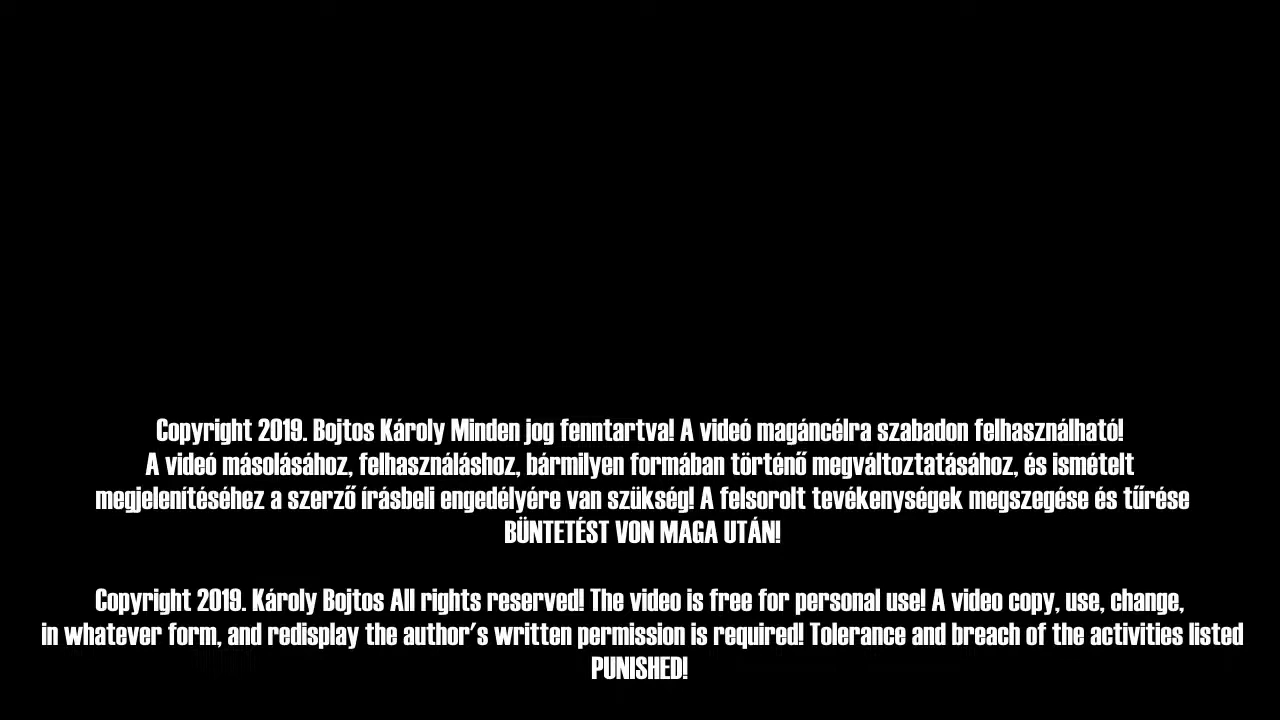 Copyright 2019. Bojtos Károly Minden jog fenntartva! A videó magáncélra szabadon felhasználható!
A videó másolásához, felhasználáshoz, bármilyen formában történő megváltoztatásához, és ismételt
megjelenítéséhez a szerző írásbeli engedélyére van szükség! A felsorolt tevékenységek megszegése és tűrése
BÜNTETÉST VON MAGA UTÁN!
Copyright 2019. Károly Bojtos All rights reserved! The video is free for personal use! A video copy, use, change,
in whatever form, and redisplay the author's written permission is required! Tolerance and breach of the activities listed
PUNISHED!